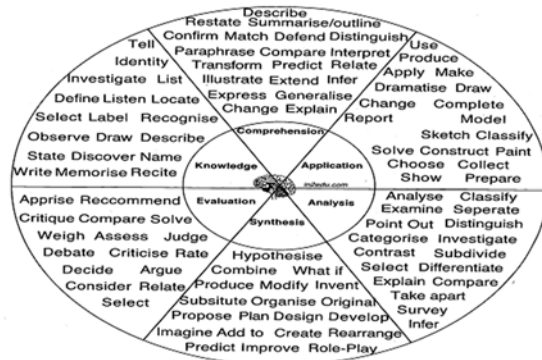 Describe
Restate Summarise/outline
Confirm Match Defend Distinguish
Paraphrase Compare Interpret
Transform Predict Relate
Illustrate Extend Infer
Express Generalise
Change Explain
Comprehension
Use
Produce
Apply Make
Dramatise Draw
Change Complete
Report Model
Sketch Classify
Solve Construct Paint
Choose Collect
Show Prepare
Application
Analyse Classify
Examine Seperate
Point Out Distinguish
Categorise Investigate
Contrast Subdivide
Select Differentiate
Explain Compare
Take apart
Survey
Infer
Analysis
Synthesis
Hypothesise
Combine What if
Produce Modify Invent
Subsitute Organise Original
Propose Plan Design Develop
Imagine Add to Create Rearrange
Predict Improve Role-Play
Evaluation
Apprise Reccommend
Critique Compare Solve
Weigh Assess Judge
Debate Criticise Rate
Decide Argue
Consider Relate
Select
Knowledge
Tell
Identity
Investigate List
Define Listen Locate
Select Label Recognise
Observe Draw Describe
State Discover Name
Write Memorise Recite